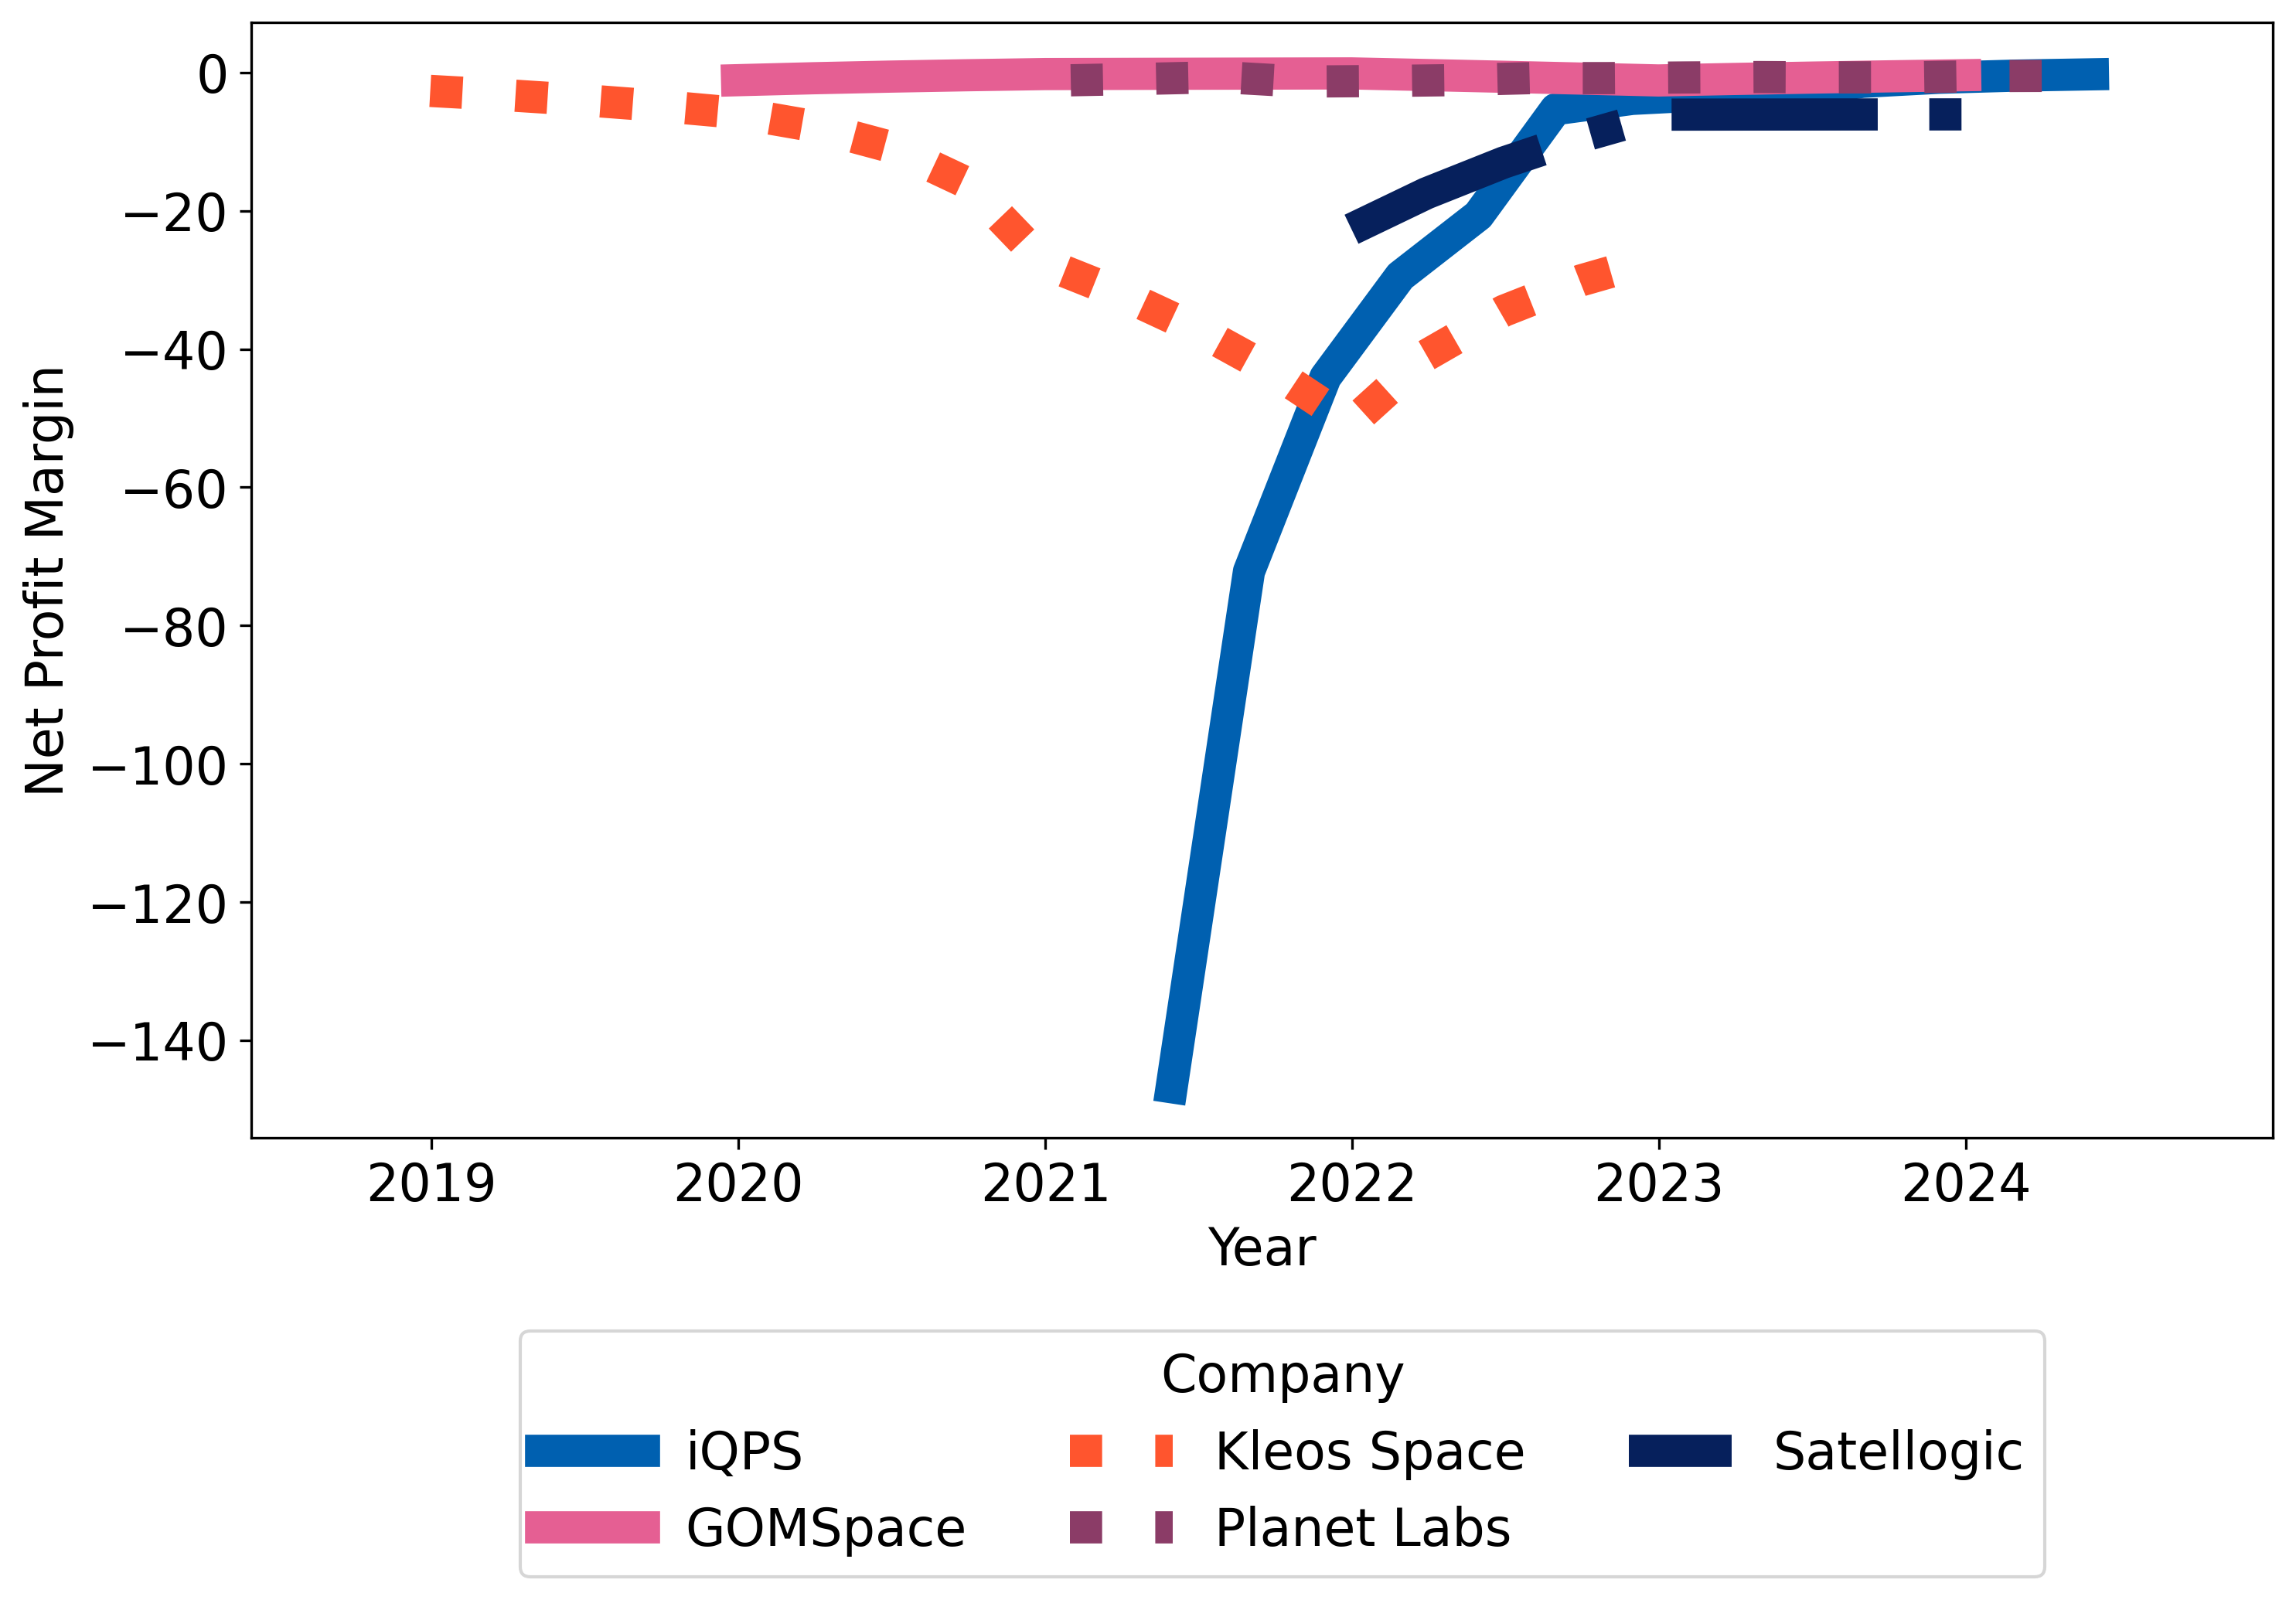 Net Profit Margin
0
−20
−40
−60
−80
−100
−120
−140
2019 2020 2021 2022 2023 2024
Year
Company
iQPS Kleos Space Satellogic
GOMSpace Planet Labs